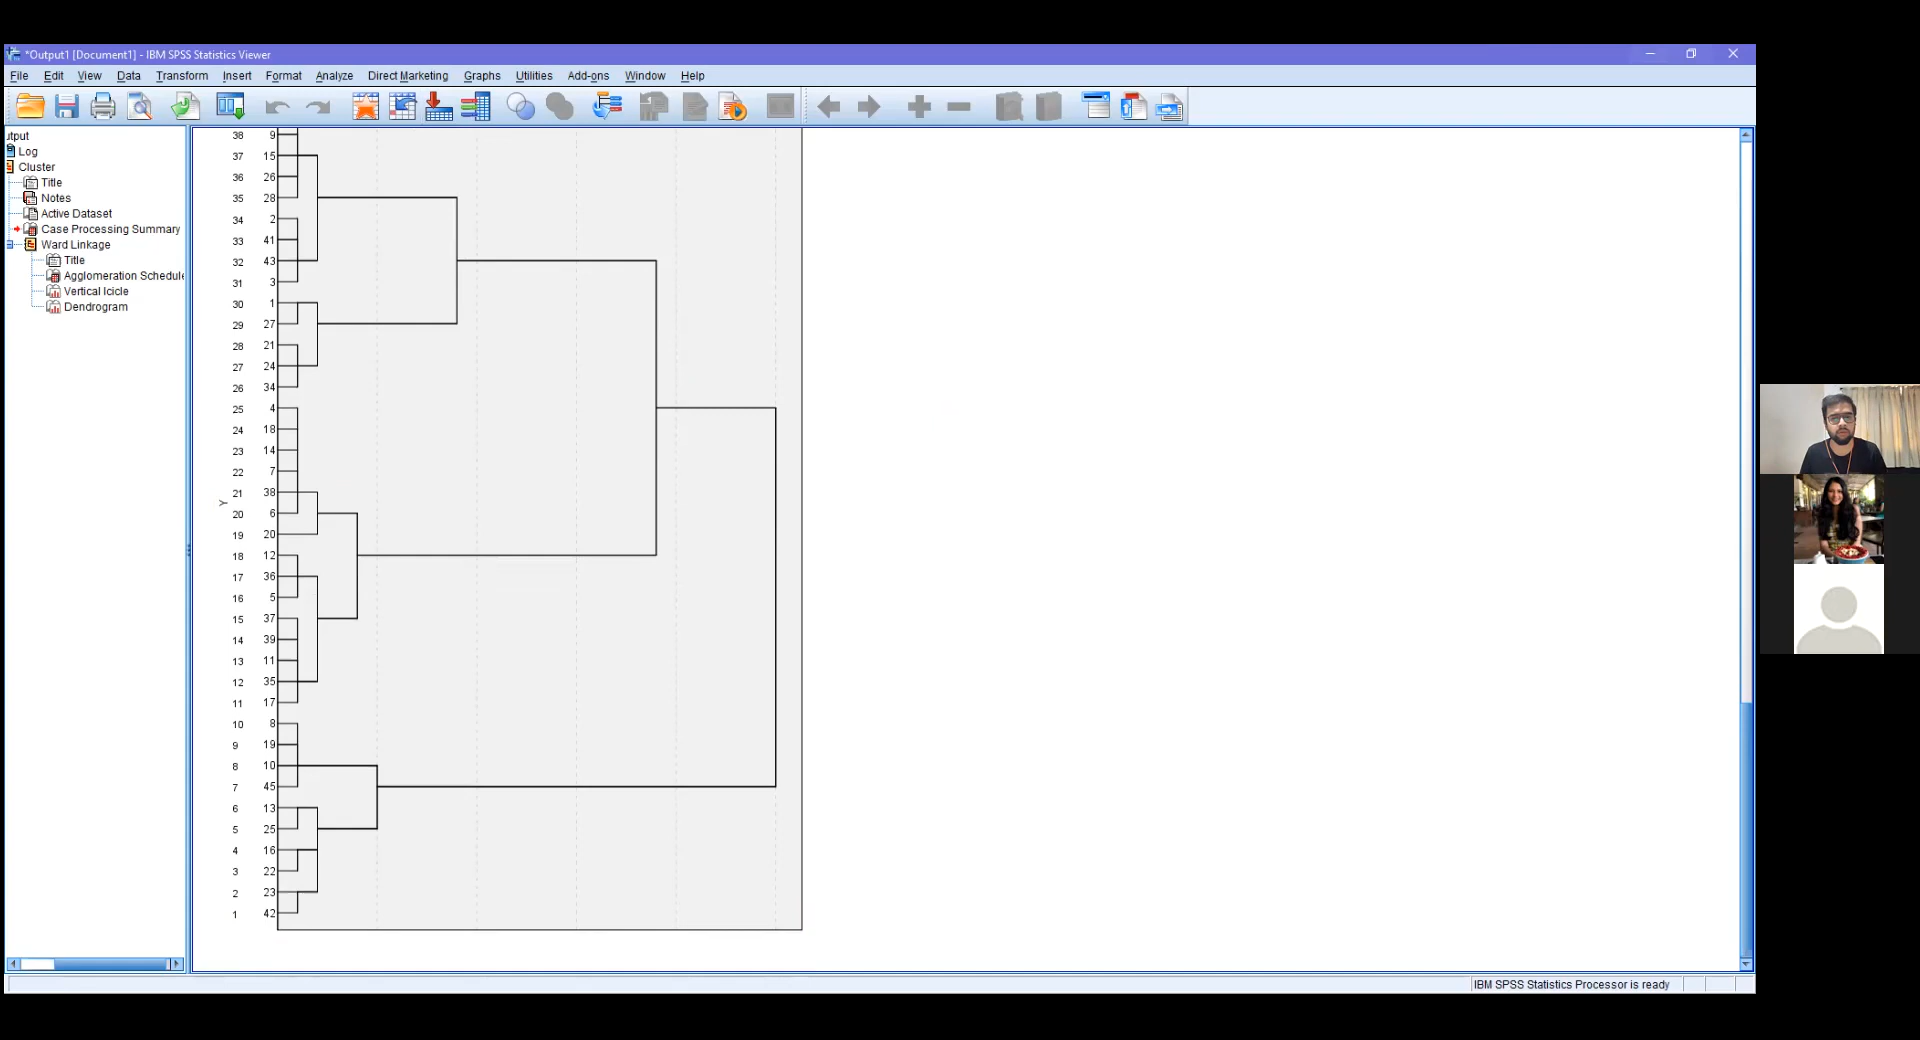 *Output1 [Document1] - IBM SPSS Statistics Viewer
File Edit View Data Transform Insert Format Analyze Direct Marketing Graphs Utilities Add-ons Window Help
utput
Log
Cluster
Title
Notes
Active Dataset
Case Processing Summary
Ward Linkage
Title
Agglomeration Schedule
Vertical Icicle
Dendrogram
38 9
37 15
36 26
35 28
34 2
33 41
32 43
31 3
30 1
29 27
28 21
27 24
26 34
25 4
24 18
23 14
22 7
21 38
Y
20 6
19 20
18 12
17 36
16 5
15 37
14 39
13 11
12 35
11 17
10 8
9 19
8 10
7 45
6 13
5 25
4 16
3 22
2 23
1 42
IBM SPSS Statistics Processor is ready